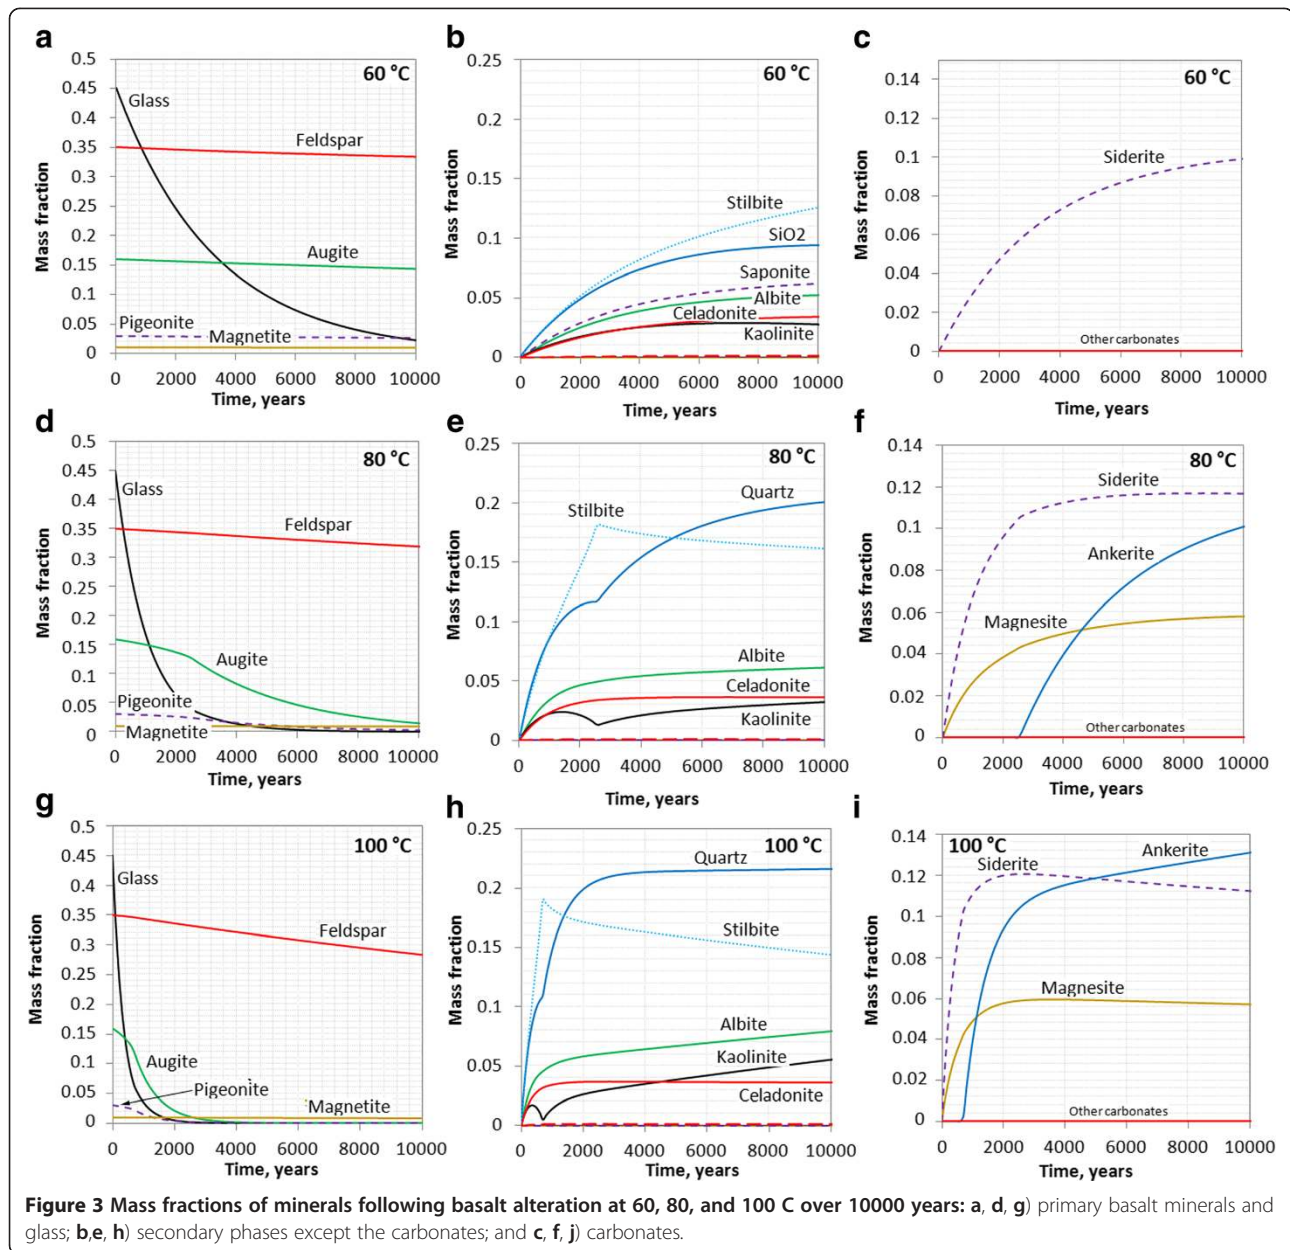 a
0.5
0.45
0.4
0.35
0.3
0.25
0.2
0.15
0.1
0.05
0
Mass fraction
60 °C
Glass
Feldspar
Augite
Pigeonite
Magnetite
0 2000 4000 6000 8000 10000
Time, years
b
0.25
0.2
0.15
0.1
0.05
0
Mass fraction
60 °C
Stilbite
SiO2
Saponite
Albite
Celadonite
Kaolinite
0 2000 4000 6000 8000 10000
Time, years
c
0.14
0.12
0.1
0.08
0.06
0.04
0.02
0
Mass fraction
60 °C
Siderite
Other carbonates
0 2000 4000 6000 8000 10000
Time, years
d
0.5
0.45
0.4
0.35
0.3
0.25
0.2
0.15
0.1
0.05
0
Mass fraction
80 °C
Glass
Feldspar
Augite
Pigeonite
Magnetite
0 2000 4000 6000 8000 10000
Time, years
e
0.25
0.2
0.15
0.1
0.05
0
Mass fraction
80 °C
Quartz
Stilbite
Albite
Celadonite
Kaolinite
0 2000 4000 6000 8000 10000
Time, years
f
0.14
0.12
0.1
0.08
0.06
0.04
0.02
0
Mass fraction
80 °C
Siderite
Ankerite
Magnesite
Other carbonates
0 2000 4000 6000 8000 10000
Time, years
g
0.5
0.45
0.4
0.35
0.3
0.25
0.2
0.15
0.1
0.05
0
Mass fraction
100 °C
Glass
Feldspar
Augite
Pigeonite
Magnetite
0 2000 4000 6000 8000 10000
Time, years
h
0.25
0.2
0.15
0.1
0.05
0
Mass fraction
100 °C
Quartz
Stilbite
Albite
Kaolinite
Celadonite
0 2000 4000 6000 8000 10000
Time, years
i
0.14
0.12
0.1
0.08
0.06
0.04
0.02
0
Mass fraction
100 °C
Siderite
Ankerite
Magnesite
Other carbonates
0 2000 4000 6000 8000 10000
Time, years
Figure 3 Mass fractions of minerals following basalt alteration at 60, 80, and 100 C over 10000 years: a, d, g) primary basalt minerals and
glass; b,e, h) secondary phases except the carbonates; and c, f, j) carbonates.